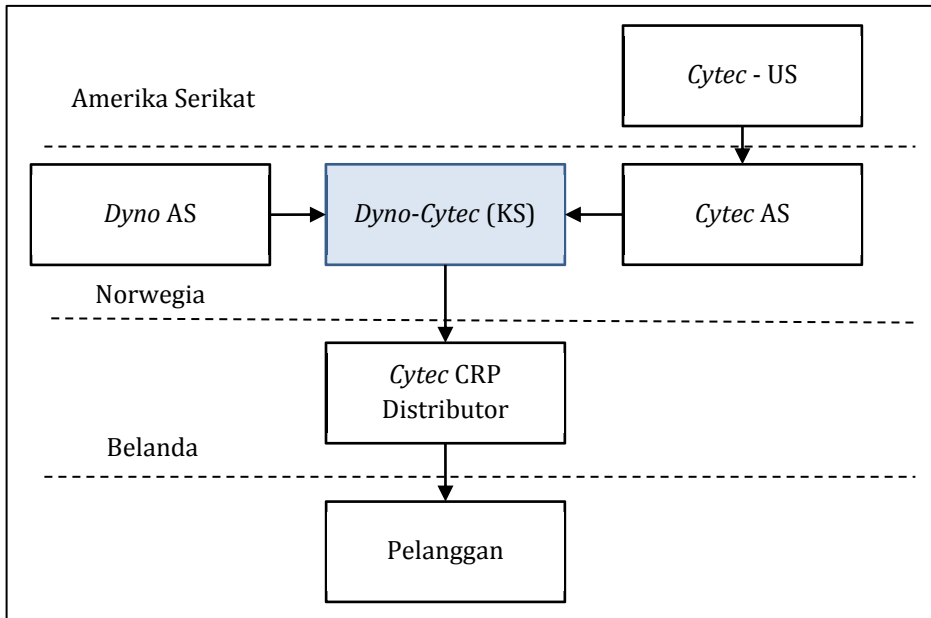 Cytec - US
Amerika Serikat
Dyno AS
Dyno-Cytec (KS)
Cytec AS
Norwegia
Cytec CRP
Distributor
Belanda
Pelanggan